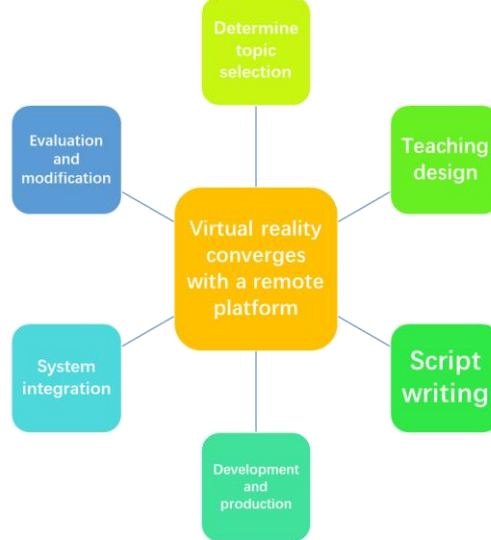 Determine
topic
selection
Teaching
design
Script
writing
Development
and
production
System
integration
Evaluation
and
modification
Virtual reality
converges
with a remote
platform